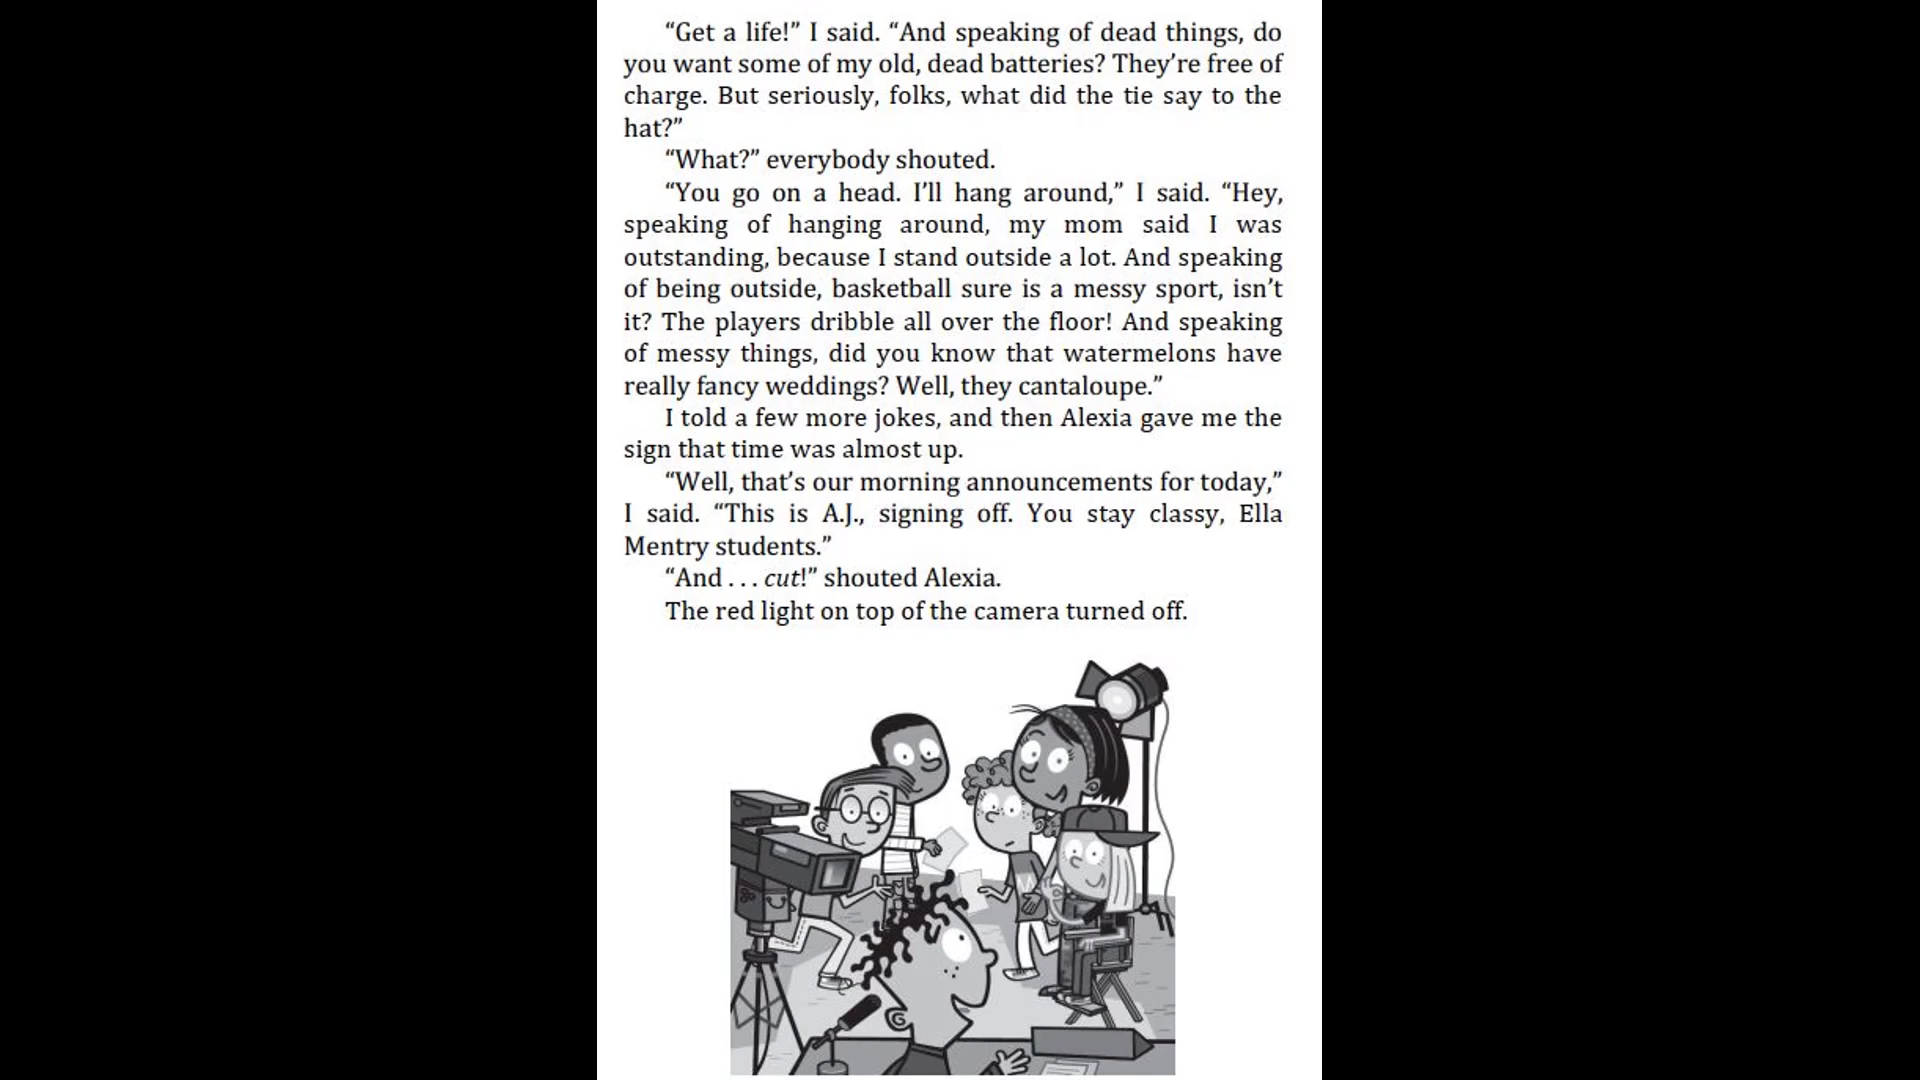 “Get a life!” I said. “And speaking of dead things, do
you want some of my old, dead batteries? They’re free of
charge. But seriously, folks, what did the tie say to the
hat?”
“What?” everybody shouted.
“You go on a head. I’ll hang around,” I said. “Hey,
speaking of hanging around, my mom said I was
outstanding, because I stand outside a lot. And speaking
of being outside, basketball sure is a messy sport, isn’t
it? The players dribble all over the floor! And speaking
of messy things, did you know that watermelons have
really fancy weddings? Well, they cantaloupe.”
I told a few more jokes, and then Alexia gave me the
sign that time was almost up.
“Well, that’s our morning announcements for today,”
I said. “This is A.J., signing off. You stay classy, Ella
Mentry students.”
“And . . . cut!” shouted Alexia.
The red light on top of the camera turned off.